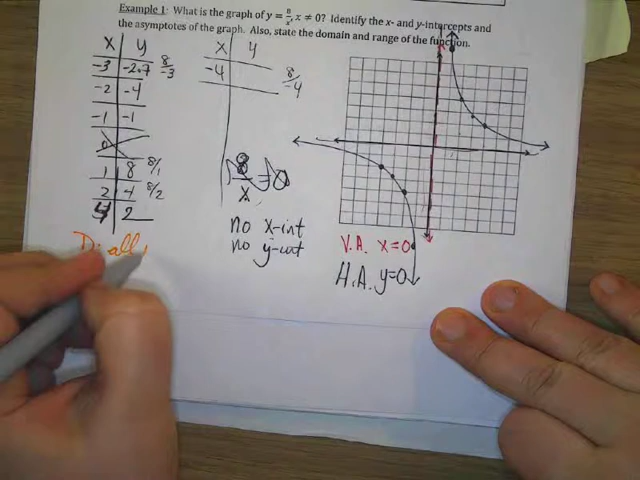 Example 1: What is the graph of y = 8/x, x ≠ 0? Identify the x- and y-intercepts and
the asymptotes of the graph. Also, state the domain and range of the function.
X y
-3 -2.7 8/-3
-2 -4
-1 -1
0
1 8 8/1
2 4 8/2
4 2
X y
-4 8/-4
8/x = 0
no x-int
no y-int
V.A. x=0
H.A. y=0
D: all